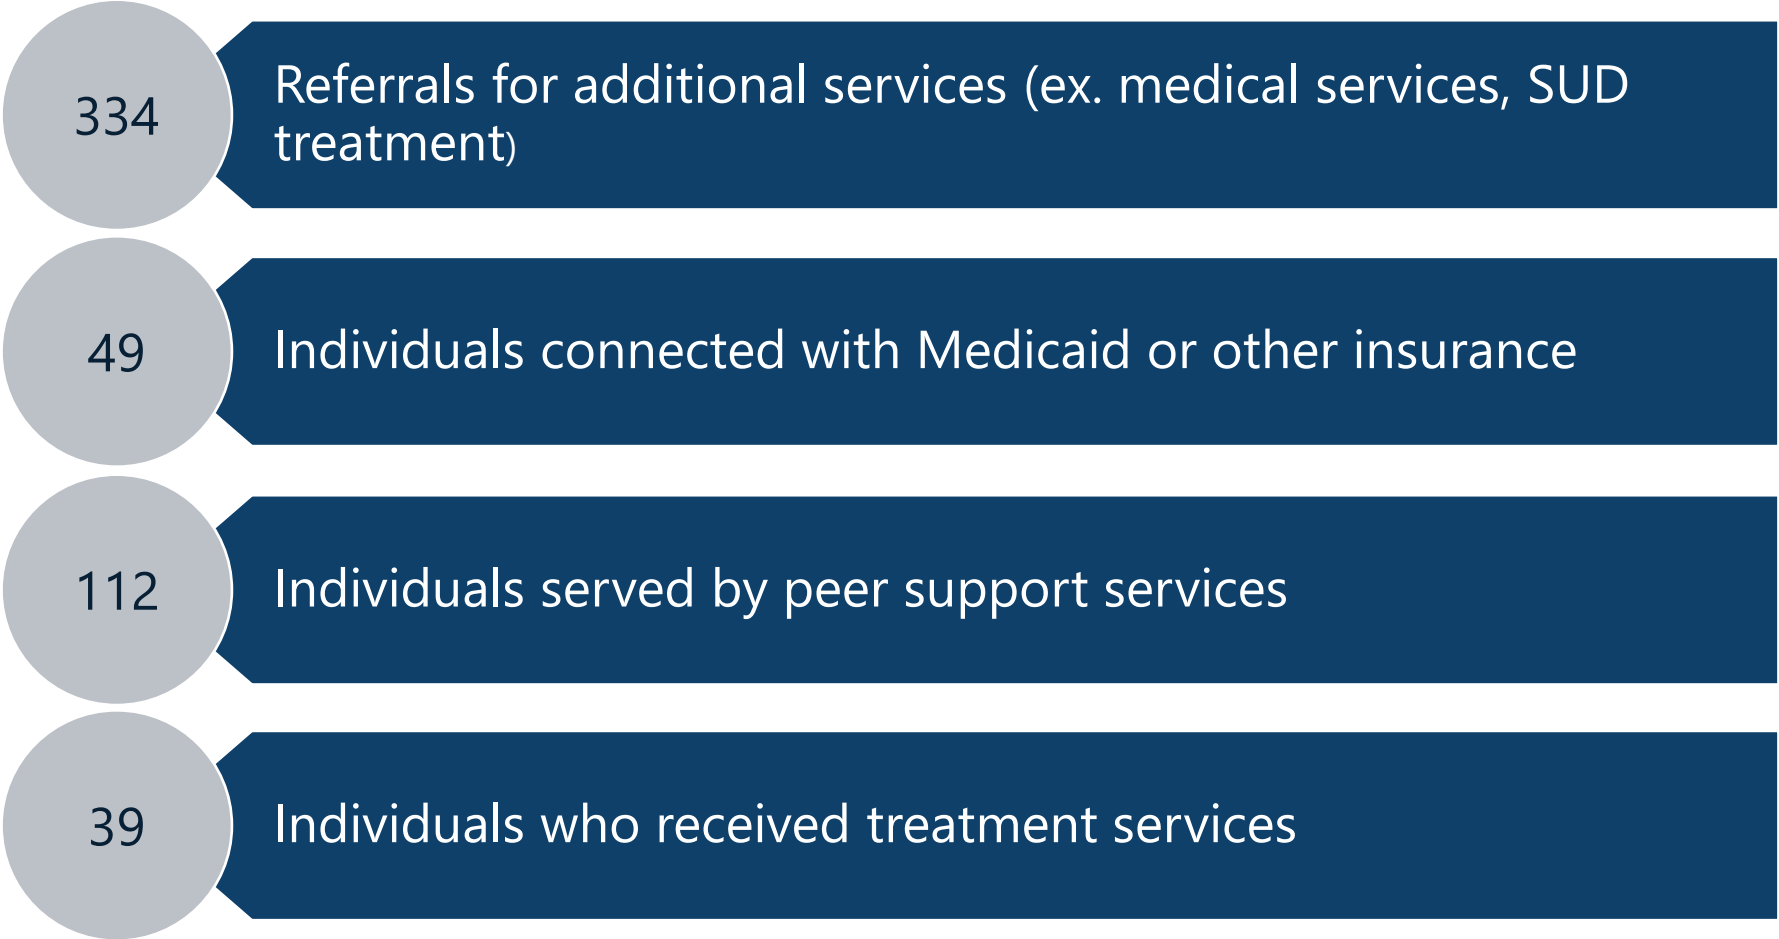 334
Referrals for additional services (ex. medical services, SUD
treatment)
49
Individuals connected with Medicaid or other insurance
112
Individuals served by peer support services
39
Individuals who received treatment services